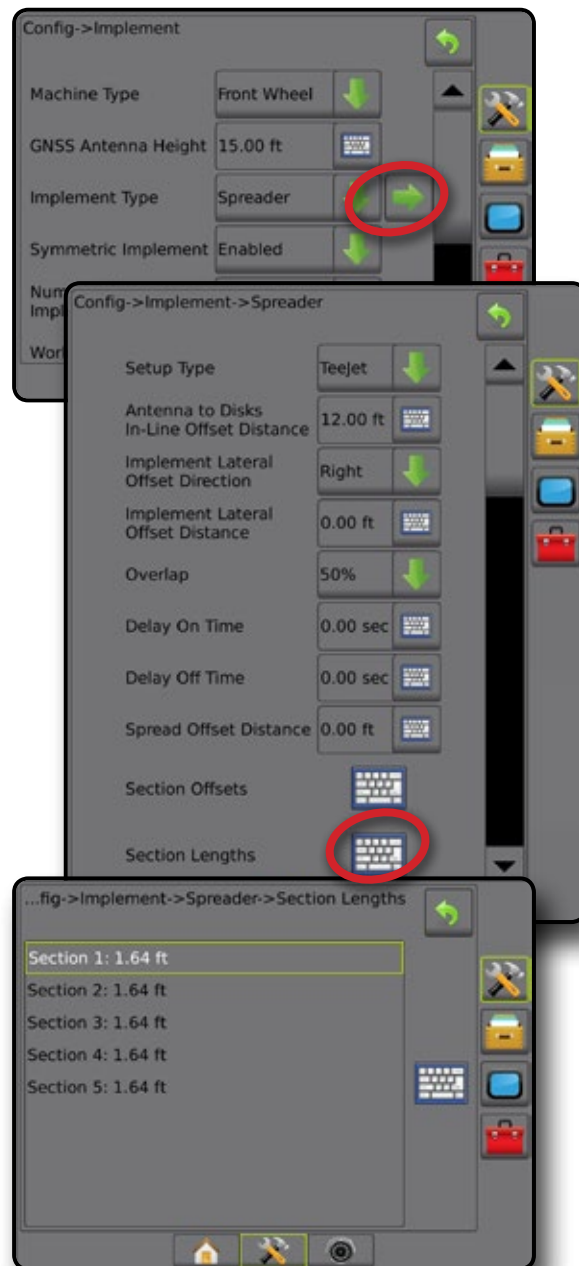 Config->Implement
Machine Type Front Wheel
GNSS Antenna Height 15.00 ft
Implement Type Spreader
Symmetric Implement Enabled
Config->Implement->Spreader
Setup Type TeeJet
Antenna to Disks
In-Line Offset Distance 12.00 ft
Implement Lateral
Offset Direction Right
Implement Lateral
Offset Distance 0.00 ft
Overlap 50%
Delay On Time 0.00 sec
Delay Off Time 0.00 sec
Spread Offset Distance 0.00 ft
Section Offsets
Section Lengths
...fig->Implement->Spreader->Section Lengths
Section 1: 1.64 ft
Section 2: 1.64 ft
Section 3: 1.64 ft
Section 4: 1.64 ft
Section 5: 1.64 ft